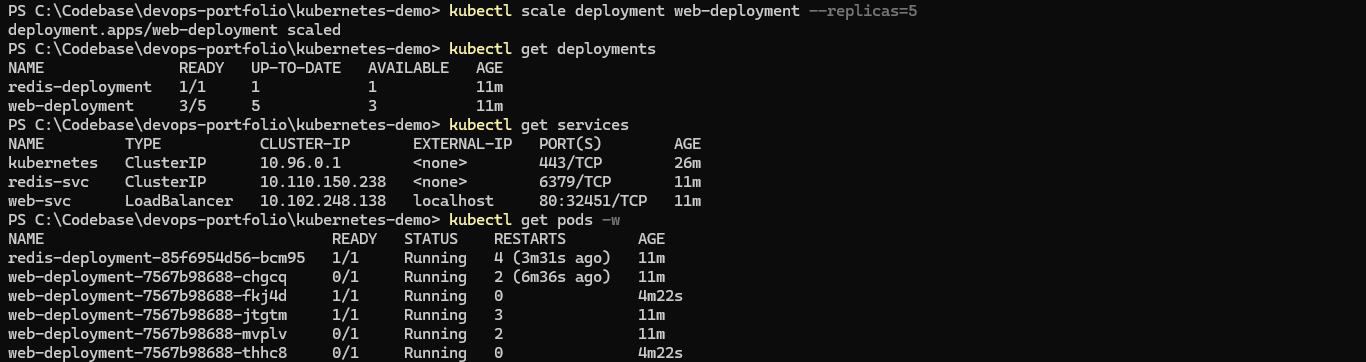 PS C:\Codebase\devops-portfolio\kubernetes-demo> kubectl scale deployment web-deployment --replicas=5
deployment.apps/web-deployment scaled
PS C:\Codebase\devops-portfolio\kubernetes-demo> kubectl get deployments
NAME               READY   UP-TO-DATE   AVAILABLE   AGE
redis-deployment   1/1     1            1           11m
web-deployment     3/5     5            3           11m
PS C:\Codebase\devops-portfolio\kubernetes-demo> kubectl get services
NAME         TYPE           CLUSTER-IP       EXTERNAL-IP   PORT(S)        AGE
kubernetes   ClusterIP      10.96.0.1        <none>        443/TCP        26m
redis-svc    ClusterIP      10.110.150.238   <none>        6379/TCP       11m
web-svc      LoadBalancer   10.102.248.138   localhost     80:32451/TCP   11m
PS C:\Codebase\devops-portfolio\kubernetes-demo> kubectl get pods -w
NAME                                READY   STATUS    RESTARTS        AGE
redis-deployment-85f6954d56-bcm95   1/1     Running   4 (3m31s ago)   11m
web-deployment-7567b98688-chgcq     0/1     Running   2 (6m36s ago)   11m
web-deployment-7567b98688-fkj4d     1/1     Running   0               4m22s
web-deployment-7567b98688-jtgtm     1/1     Running   3               11m
web-deployment-7567b98688-mvplv     0/1     Running   2               11m
web-deployment-7567b98688-thhc8     0/1     Running   0               4m22s